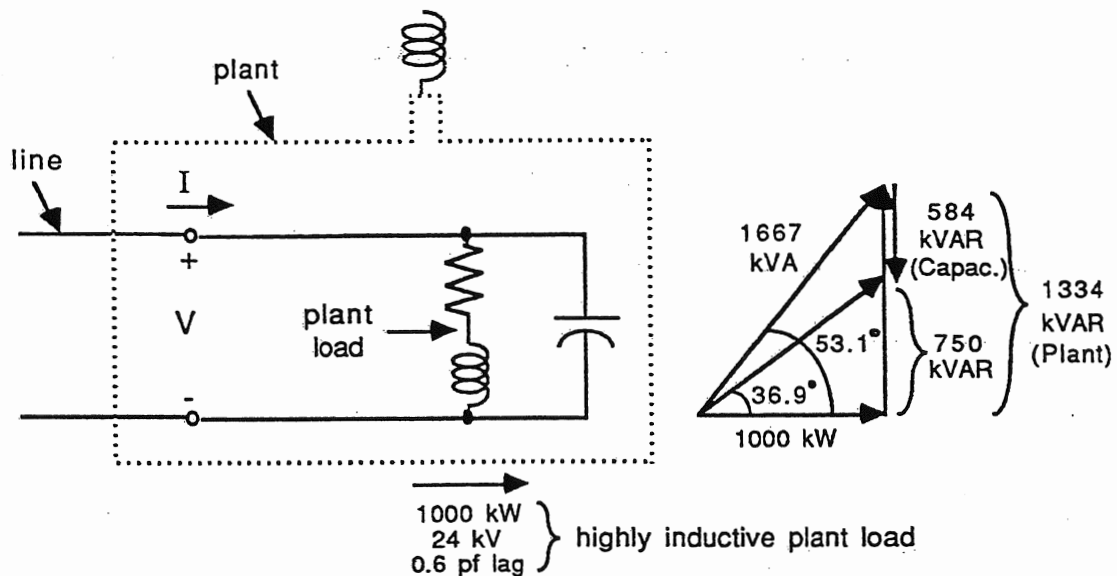 plant
line
I
+
V
-
plant
load
1000 kW
24 kV
0.6 pf lag
highly inductive plant load
1667
kVA
584
kVAR
(Capac.)
1334
kVAR
(Plant)
750
kVAR
53.1°
36.9°
1000 kW